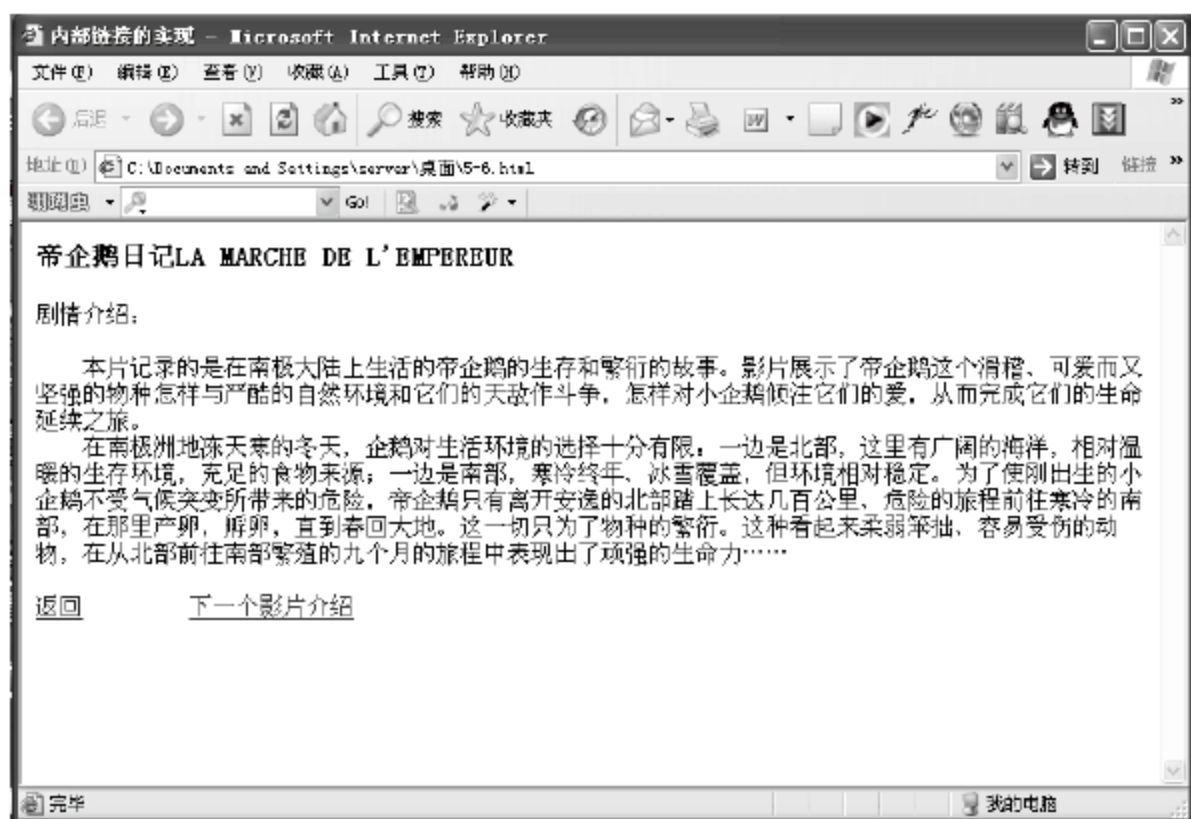 内部链接的实现 - Microsoft Internet Explorer
文件(F) 编辑(E) 查看(V) 收藏(A) 工具(T) 帮助(H)
后退 搜索 收藏夹
地址(D) C:\Documents and Settings\server\桌面\5-6.html 转到 链接
Go!
帝企鹅日记LA MARCHE DE L'EMPEREUR
剧情介绍:
本片记录的是在南极大陆上生活的帝企鹅的生存和繁衍的故事。影片展示了帝企鹅这个滑稽、可爱而又
坚强的物种怎样与严酷的自然环境和它们的天敌作斗争,怎样对小企鹅倾注它们的爱,从而完成它们的生命
延续之旅。
在南极洲地冻天寒的冬天,企鹅对生活环境的选择十分有限:一边是北部,这里有广阔的海洋,相对温
暖的生存环境,充足的食物来源;一边是南部,寒冷终年、冰雪覆盖,但环境相对稳定。为了使刚出生的小
企鹅不受气候突变所带来的危险,帝企鹅只有离开安逸的北部踏上长达几百公里、危险的旅程前往寒冷的南
部,在那里产卵,孵卵,直到春回大地。这一切只为了物种的繁衍。这种看起来柔弱笨拙、容易受伤的动
物,在从北部前往南部繁殖的九个月的旅程中表现出了顽强的生命力……
返回 下一个影片介绍
完毕 我的电脑